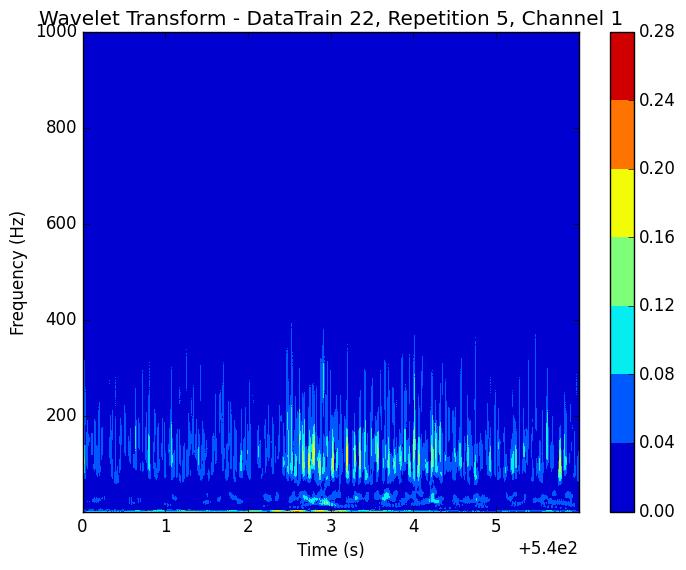 Wavelet Transform - DataTrain 22, Repetition 5, Channel 1
1000
800
600
400
200
Frequency (Hz)
0 1 2 3 4 5
Time (s)
+5.4e2
0.28
0.24
0.20
0.16
0.12
0.08
0.04
0.00